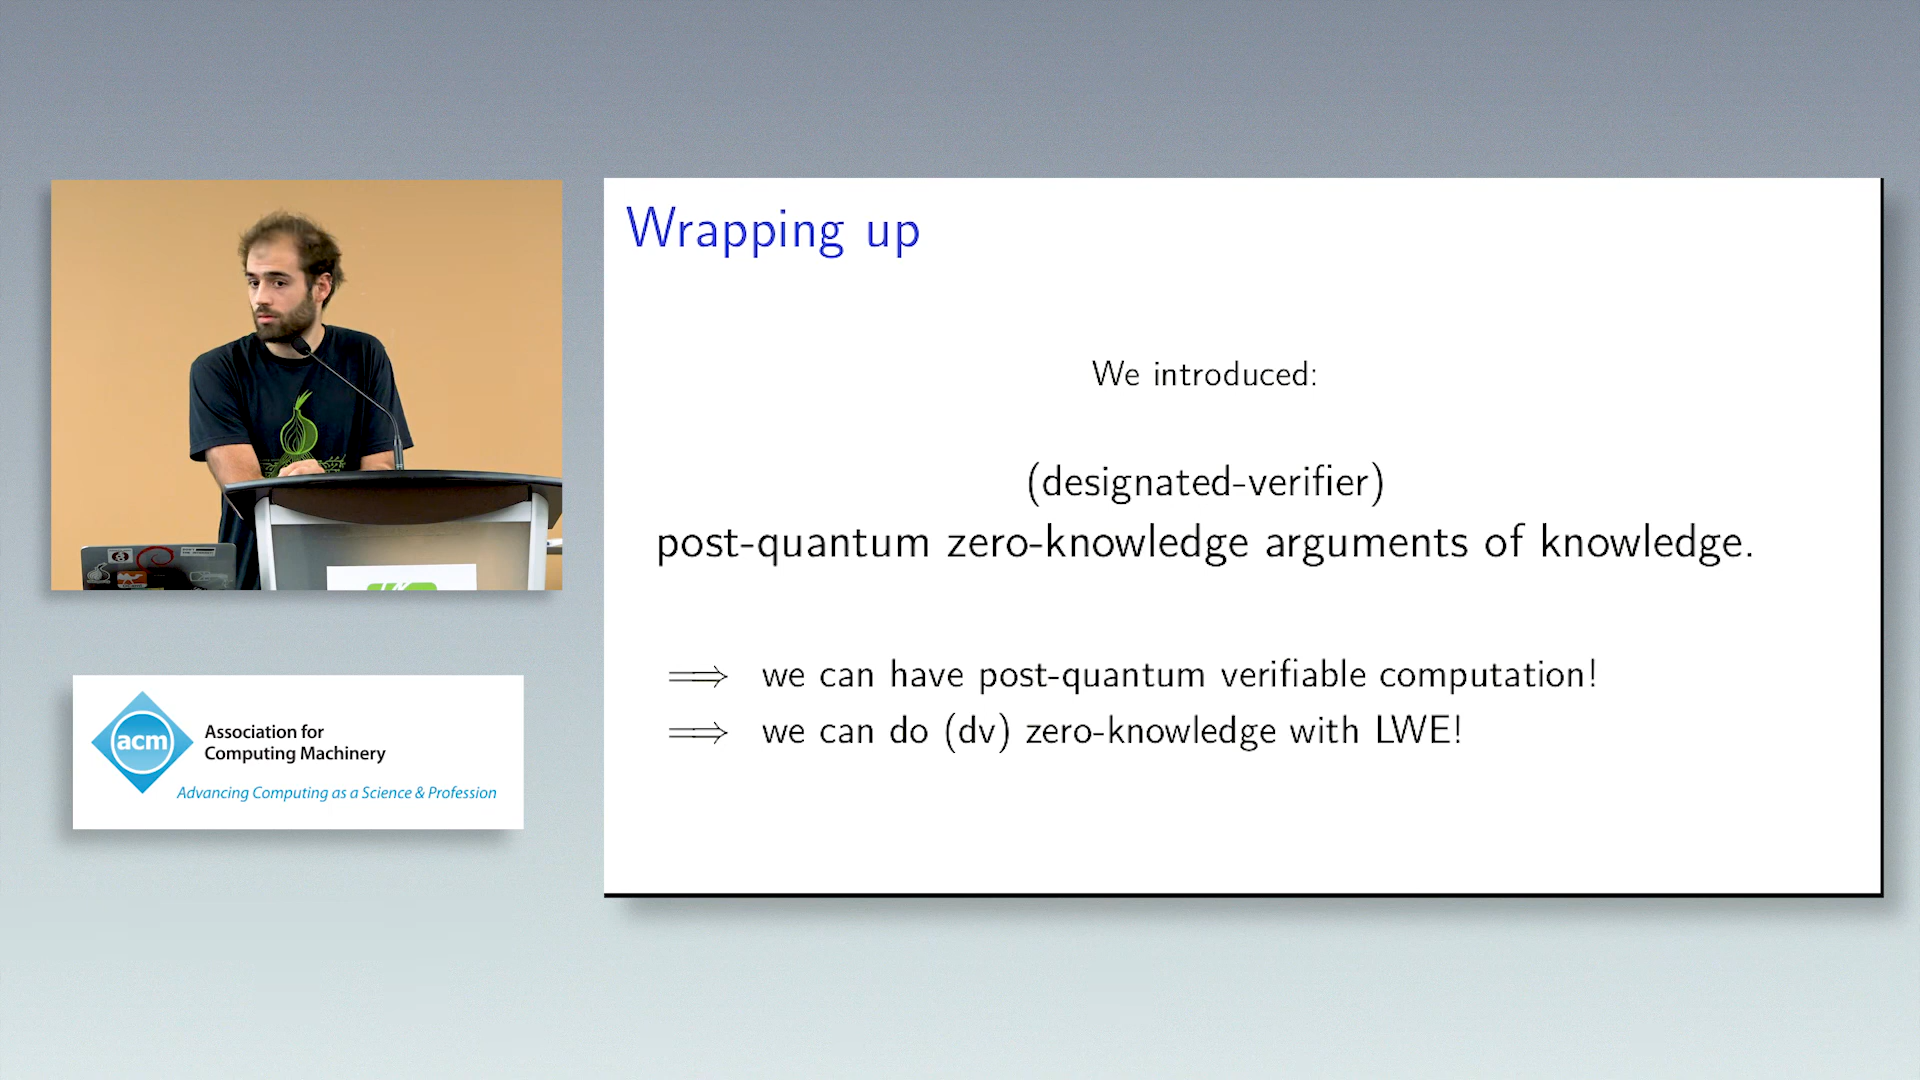 Wrapping up
We introduced:
(designated-verifier)
post-quantum zero-knowledge arguments of knowledge.
⟹ we can have post-quantum verifiable computation!
⟹ we can do (dv) zero-knowledge with LWE!
acm
Association for
Computing Machinery
Advancing Computing as a Science & Profession